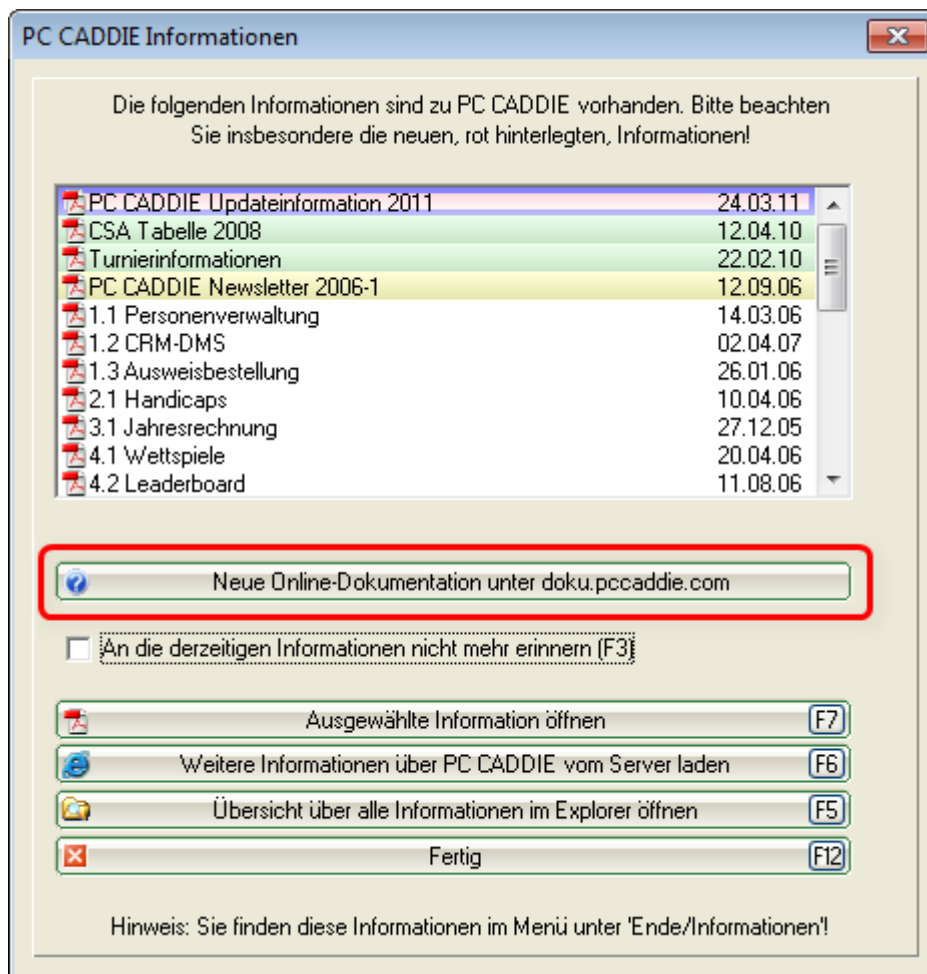 PC CADDIE Informationen
Die folgenden Informationen sind zu PC CADDIE vorhanden. Bitte beachten
Sie insbesondere die neuen, rot hinterlegten, Informationen!
PC CADDIE Updateinformation 2011 24.03.11
CSA Tabelle 2008 12.04.10
Turnierinformationen 22.02.10
PC CADDIE Newsletter 2006-1 12.09.06
1.1 Personenverwaltung 14.03.06
1.2 CRM-DMS 02.04.07
1.3 Ausweisbestellung 26.01.06
2.1 Handicaps 10.04.06
3.1 Jahresrechnung 27.12.05
4.1 Wettspiele 20.04.06
4.2 Leaderboard 11.08.06
Neue Online-Dokumentation unter doku.pccaddie.com
An die derzeitigen Informationen nicht mehr erinnern (F3)
Ausgewählte Information öffnen F7
Weitere Informationen über PC CADDIE vom Server laden F6
Übersicht über alle Informationen im Explorer öffnen F5
Fertig F12
Hinweis: Sie finden diese Informationen im Menü unter 'Ende/Informationen'!